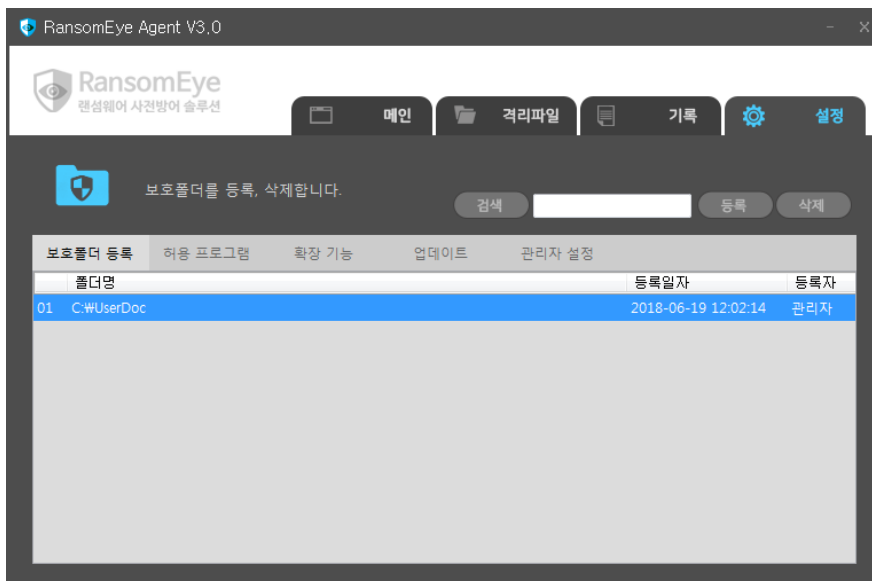 RansomEye Agent V3.0
RansomEye
랜섬웨어 사전방어 솔루션
메인 격리파일 기록 설정
보호폴더를 등록, 삭제합니다.
검색 등록 삭제
보호폴더 등록 허용 프로그램 확장 기능 업데이트 관리자 설정
폴더명 등록일자 등록자
01 C:₩UserDoc 2018-06-19 12:02:14 관리자